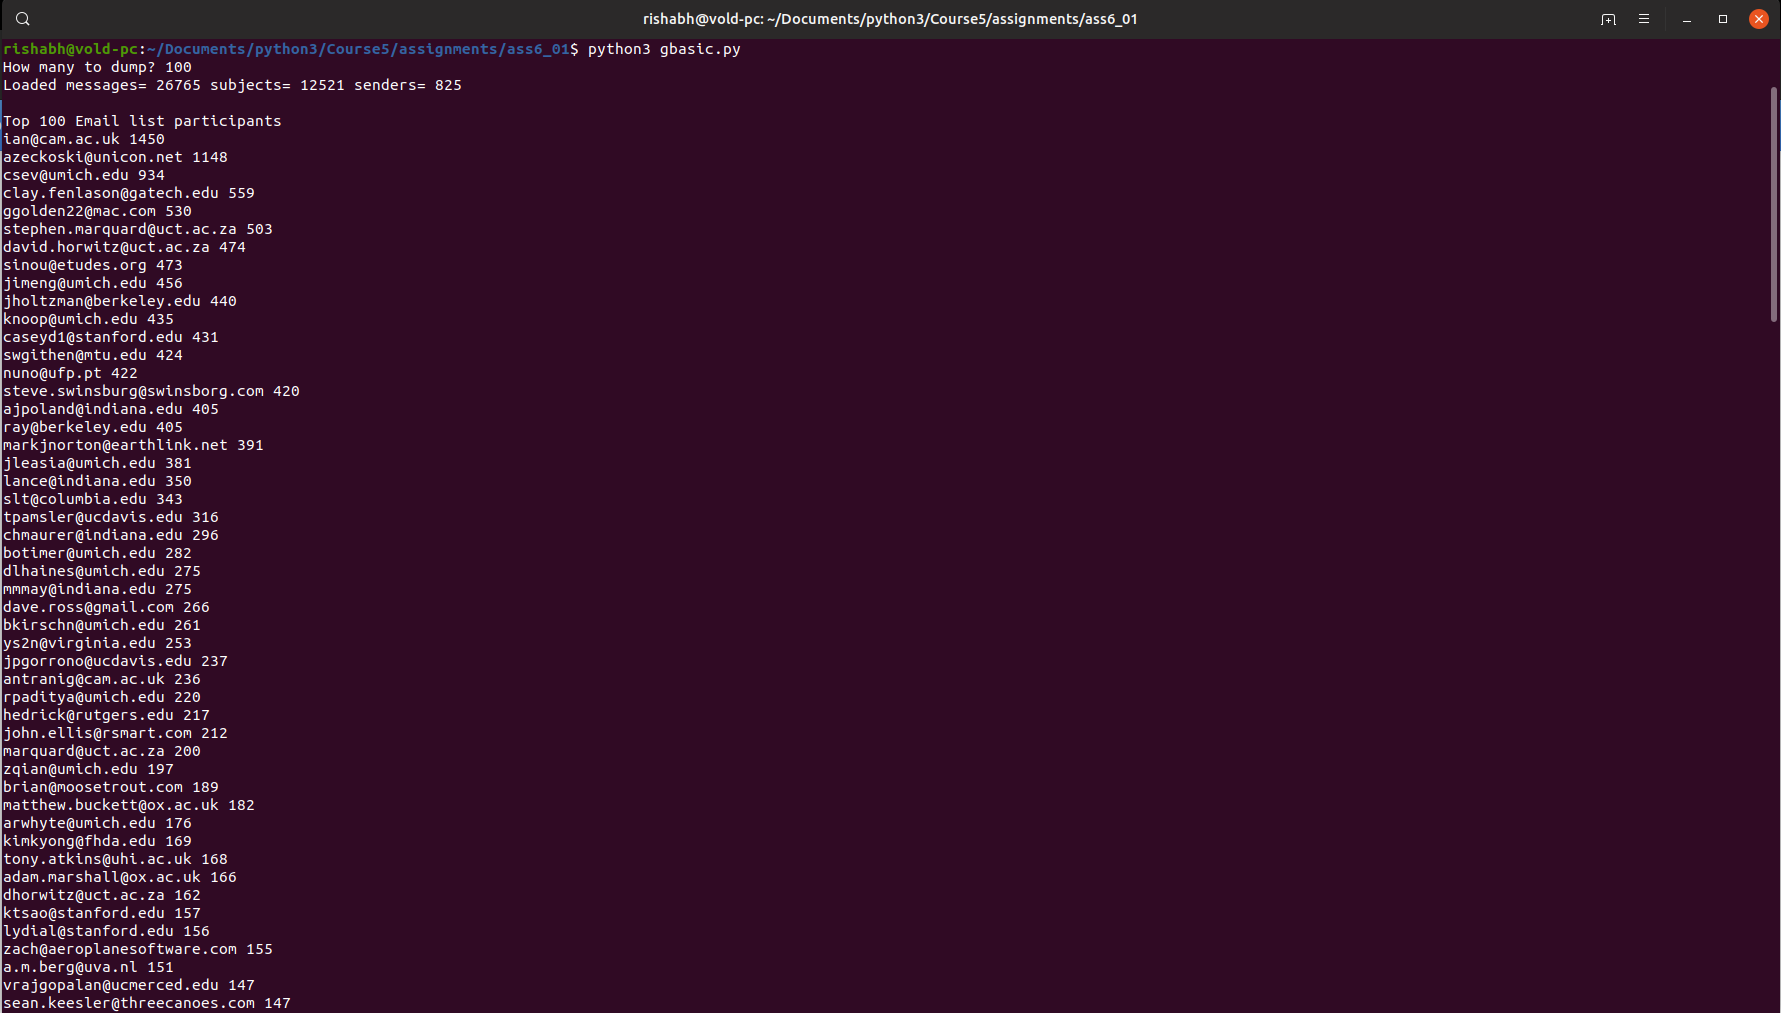 rishabh@vold-pc: ~/Documents/python3/Course5/assignments/ass6_01
rishabh@vold-pc:~/Documents/python3/Course5/assignments/ass6_01$ python3 gbasic.py
How many to dump? 100
Loaded messages= 26765 subjects= 12521 senders= 825
Top 100 Email list participants
ian@cam.ac.uk 1450
azeckoski@unicon.net 1148
csev@umich.edu 934
clay.fenlason@gatech.edu 559
ggolden22@mac.com 530
stephen.marquard@uct.ac.za 503
david.horwitz@uct.ac.za 474
sinou@etudes.org 473
jimeng@umich.edu 456
jholtzman@berkeley.edu 440
knoop@umich.edu 435
caseyd1@stanford.edu 431
swgithen@mtu.edu 424
nuno@ufp.pt 422
steve.swinsburg@swinsborg.com 420
ajpoland@indiana.edu 405
ray@berkeley.edu 405
markjnorton@earthlink.net 391
jleasia@umich.edu 381
lance@indiana.edu 350
slt@columbia.edu 343
tpamsler@ucdavis.edu 316
chmaurer@indiana.edu 296
botimer@umich.edu 282
dlhaines@umich.edu 275
mmmay@indiana.edu 275
dave.ross@gmail.com 266
bkirschn@umich.edu 261
ys2n@virginia.edu 253
jpgorrono@ucdavis.edu 237
antranig@cam.ac.uk 236
rpaditya@umich.edu 220
hedrick@rutgers.edu 217
john.ellis@rsmart.com 212
marquard@uct.ac.za 200
zqian@umich.edu 197
brian@moosetrout.com 189
matthew.buckett@ox.ac.uk 182
arwhyte@umich.edu 176
kimkyong@fhda.edu 169
tony.atkins@uhi.ac.uk 168
adam.marshall@ox.ac.uk 166
dhorwitz@uct.ac.za 162
ktsao@stanford.edu 157
lydial@stanford.edu 156
zach@aeroplanesoftware.com 155
a.m.berg@uva.nl 151
vrajgopalan@ucmerced.edu 147
sean.keesler@threecanoes.com 147